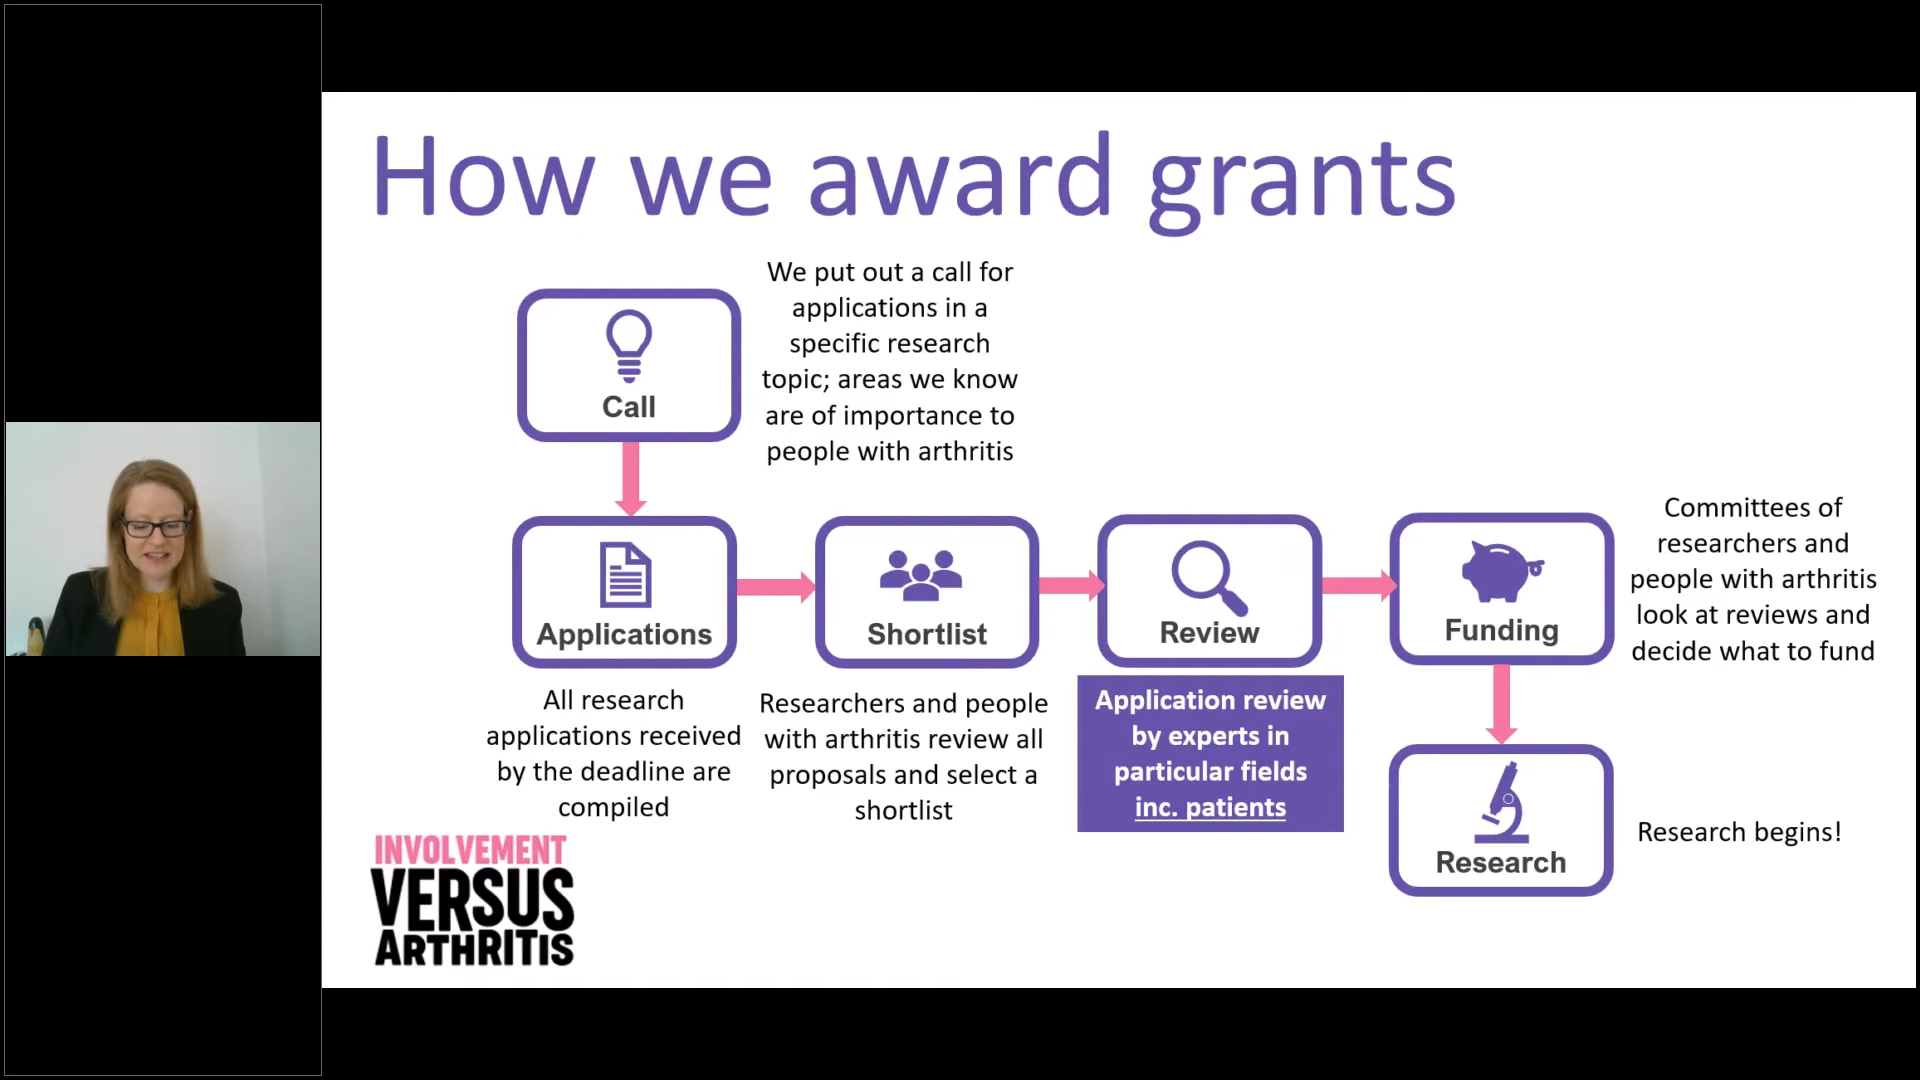 How we award grants
We put out a call for
applications in a
specific research
topic; areas we know
are of importance to
people with arthritis
Call
Applications
All research
applications received
by the deadline are
compiled
Shortlist
Researchers and people
with arthritis review all
proposals and select a
shortlist
Review
Application review
by experts in
particular fields
inc. patients
Funding
Committees of
researchers and
people with arthritis
look at reviews and
decide what to fund
Research
Research begins!
INVOLVEMENT
VERSUS
ARTHRITIS